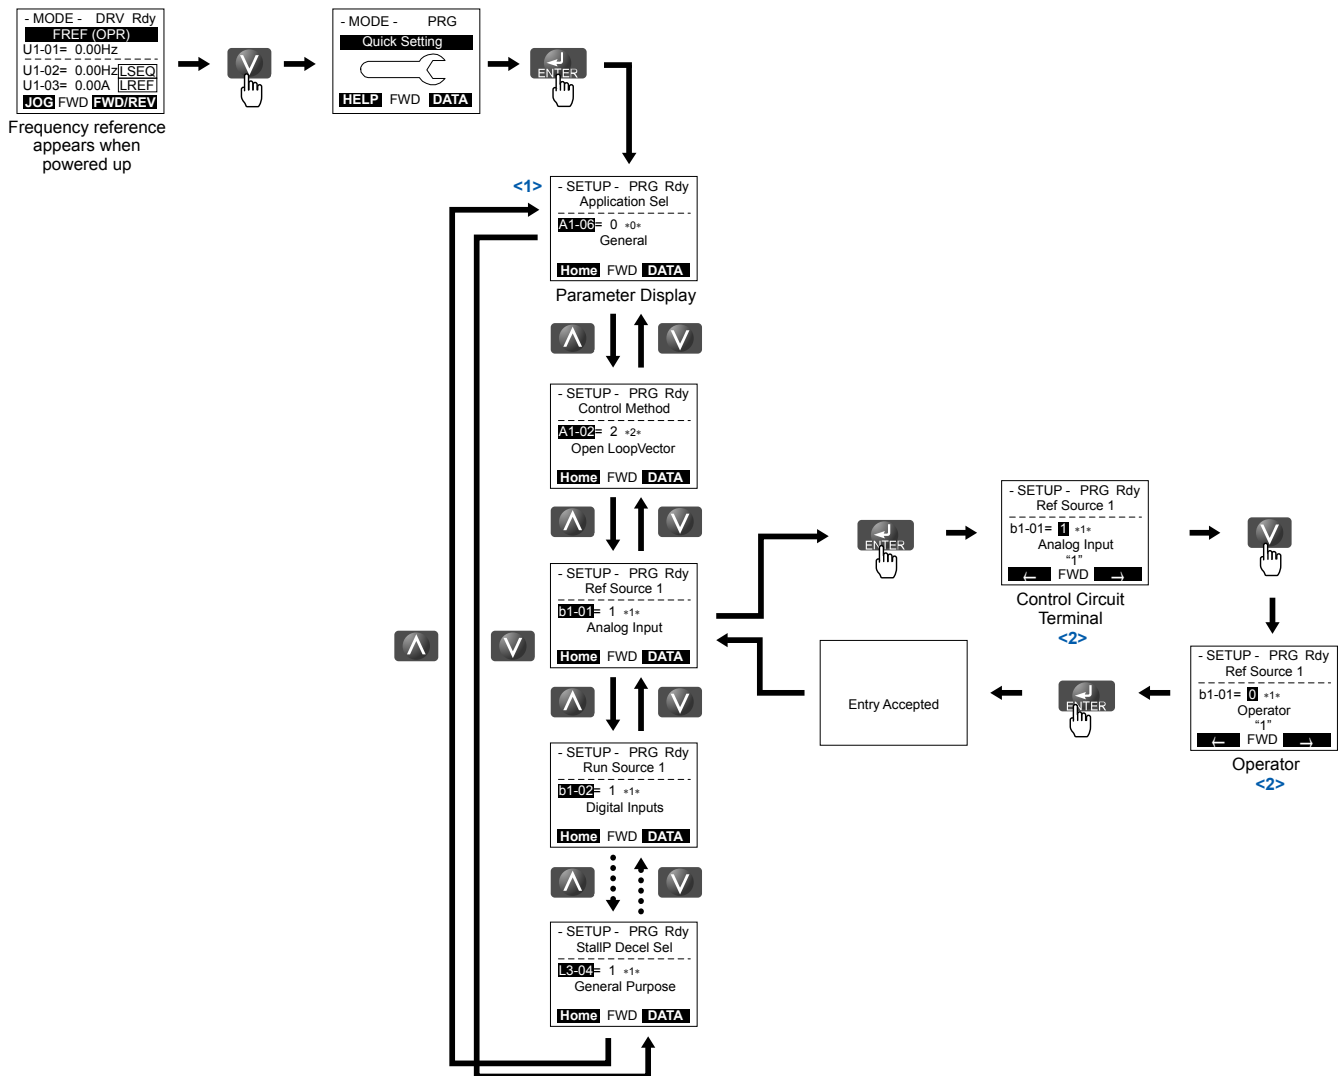 - MODE - DRV Rdy
FREF (OPR)
U1-01= 0.00Hz
U1-02= 0.00Hz LSEQ
U1-03= 0.00A LREF
JOG FWD FWD/REV
Frequency reference
appears when
powered up
- MODE - PRG
Quick Setting
HELP FWD DATA
ENTER
<1>
- SETUP - PRG Rdy
Application Sel
A1-06= 0 *0*
General
Home FWD DATA
Parameter Display
- SETUP - PRG Rdy
Control Method
A1-02= 2 *2*
Open LoopVector
Home FWD DATA
- SETUP - PRG Rdy
Ref Source 1
b1-01= 1 *1*
Analog Input
Home FWD DATA
ENTER
- SETUP - PRG Rdy
Ref Source 1
b1-01= 1 *1*
Analog Input
“1”
← FWD →
Control Circuit
Terminal
<2>
- SETUP - PRG Rdy
Ref Source 1
b1-01= 0 *1*
Operator
“1”
← FWD →
Operator
<2>
ENTER
Entry Accepted
- SETUP - PRG Rdy
Run Source 1
b1-02= 1 *1*
Digital Inputs
Home FWD DATA
- SETUP - PRG Rdy
StallP Decel Sel
L3-04= 1 *1*
General Purpose
Home FWD DATA